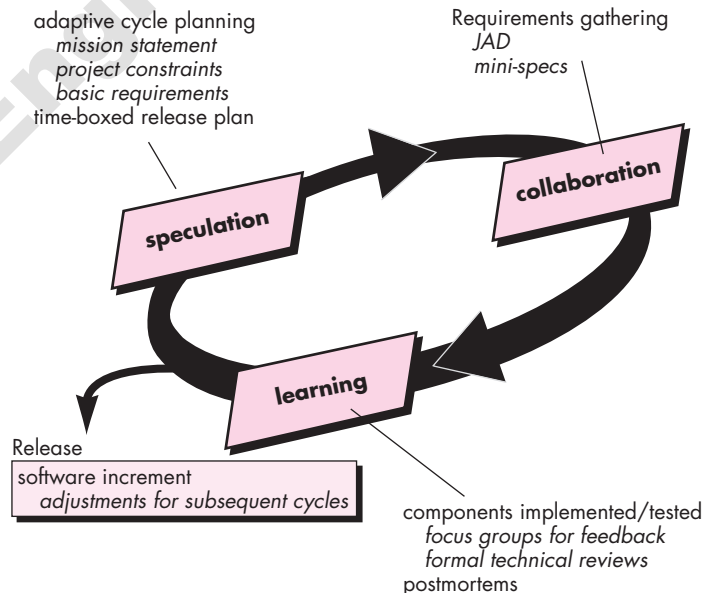 adaptive cycle planning
mission statement
project constraints
basic requirements
time-boxed release plan
Requirements gathering
JAD
mini-specs
speculation
collaboration
learning
Release
software increment
adjustments for subsequent cycles
components implemented/tested
focus groups for feedback
formal technical reviews
postmortems